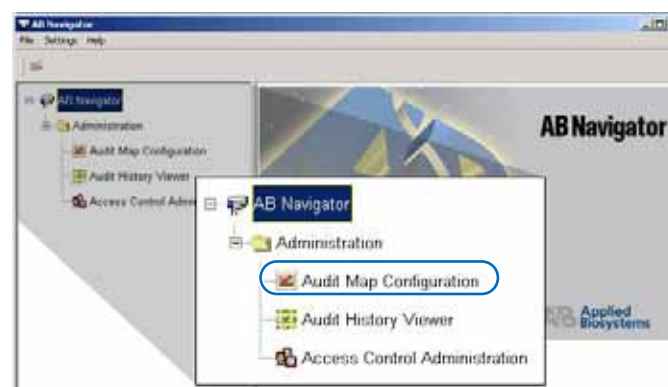 AB Navigator
File Settings Help
AB Navigator
Administration
Audit Map Configuration
Audit History Viewer
Access Control Admini
AB Navigator
AB Navigator
Administration
Audit Map Configuration
Audit History Viewer
Access Control Administration
Applied
Biosystems